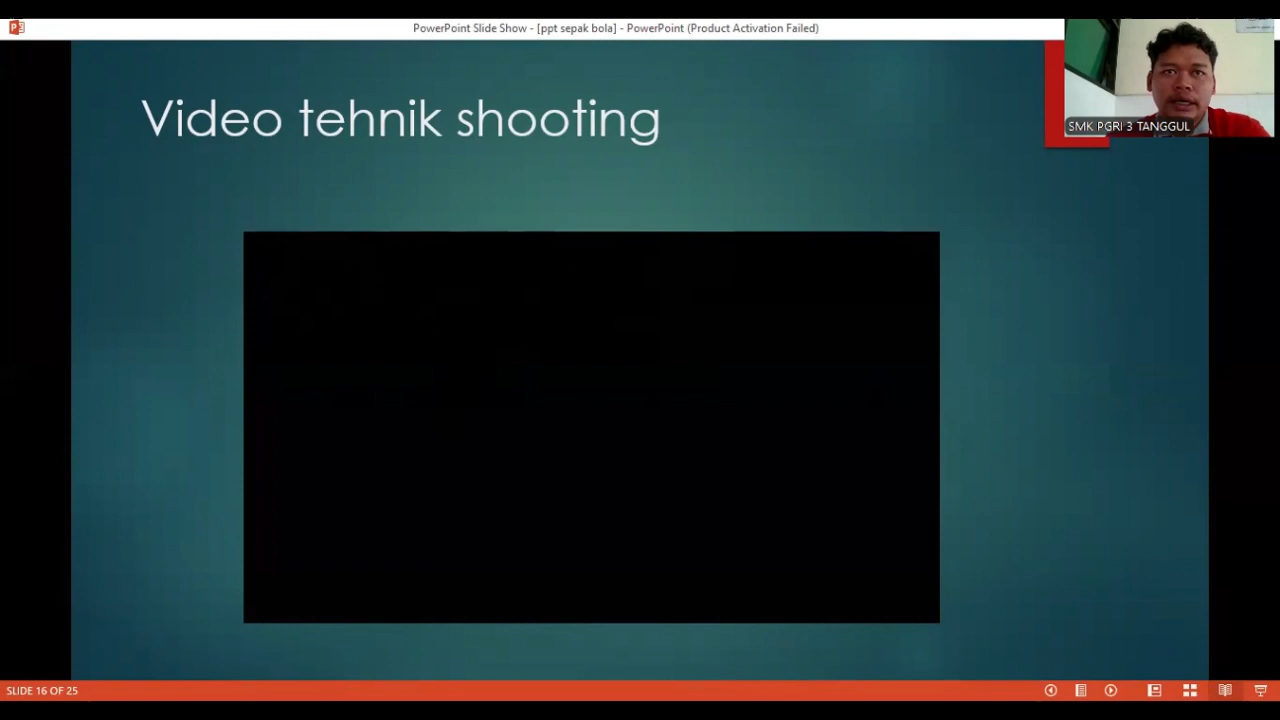 PowerPoint Slide Show - [ppt sepak bola] - PowerPoint (Product Activation Failed)
Video tehnik shooting
SMK PGRI 3 TANGGUL
SLIDE 16 OF 25